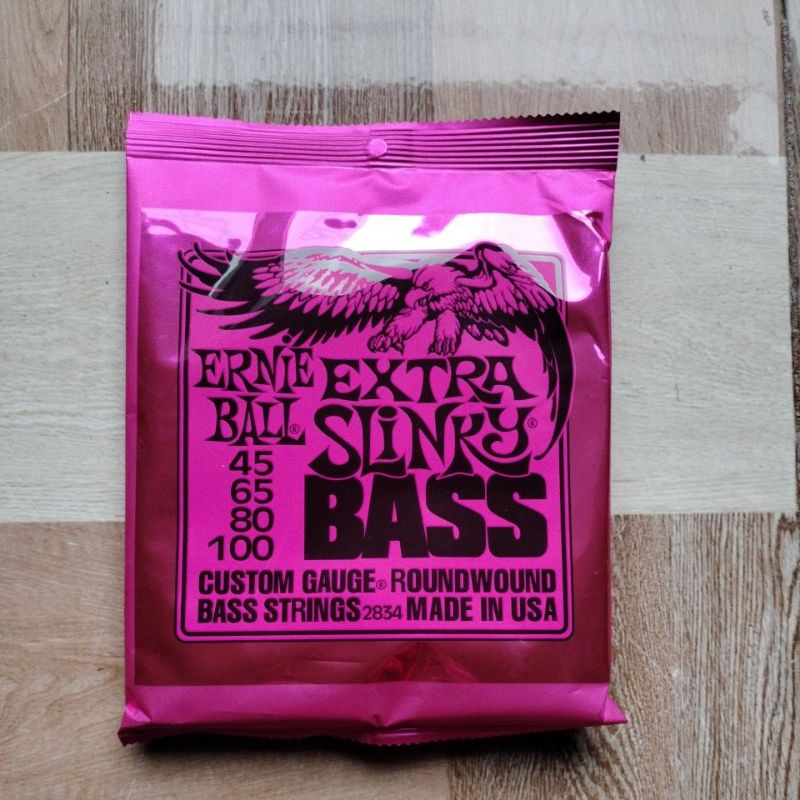 ERNiE
BALL®
EXTRA
SLiNKY®
BASS
45
65
80
100
CUSTOM GAUGE® ROUNDWOUND
BASS STRINGS 2834 MADE IN USA